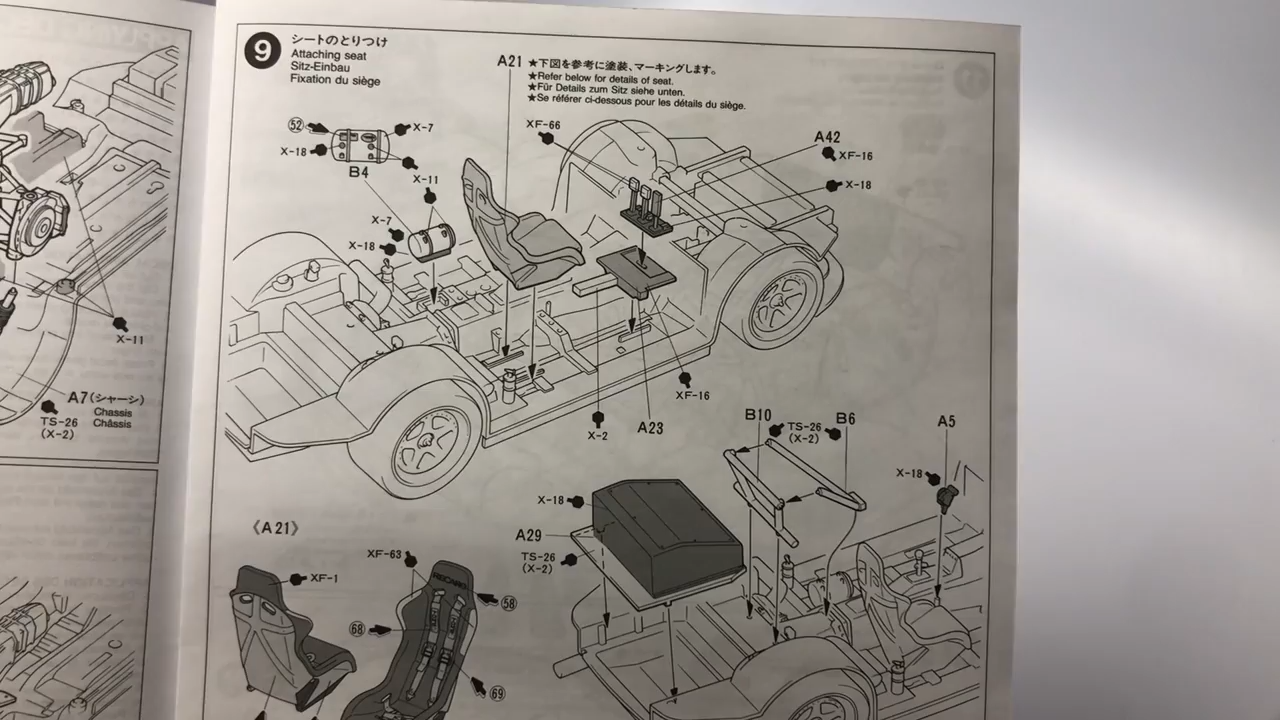 9
シートのとりつけ
Attaching seat
Sitz-Einbau
Fixation du siège
A21
★下図を参考に塗装、マーキングします。
★Refer below for details of seat.
★Für Details zum Sitz siehe unten.
★Se référer ci-dessous pour les détails du siège.
52
X-7
X-18
B4
X-11
X-7
X-18
XF-66
A42
XF-16
X-18
XF-16
X-2
A23
X-11
A7(シャーシ)
Chassis
Châssis
TS-26
(X-2)
B10
TS-26
(X-2)
B6
A5
X-18
X-18
A29
TS-26
(X-2)
《A21》
XF-1
XF-63
RECARO
58
68
69